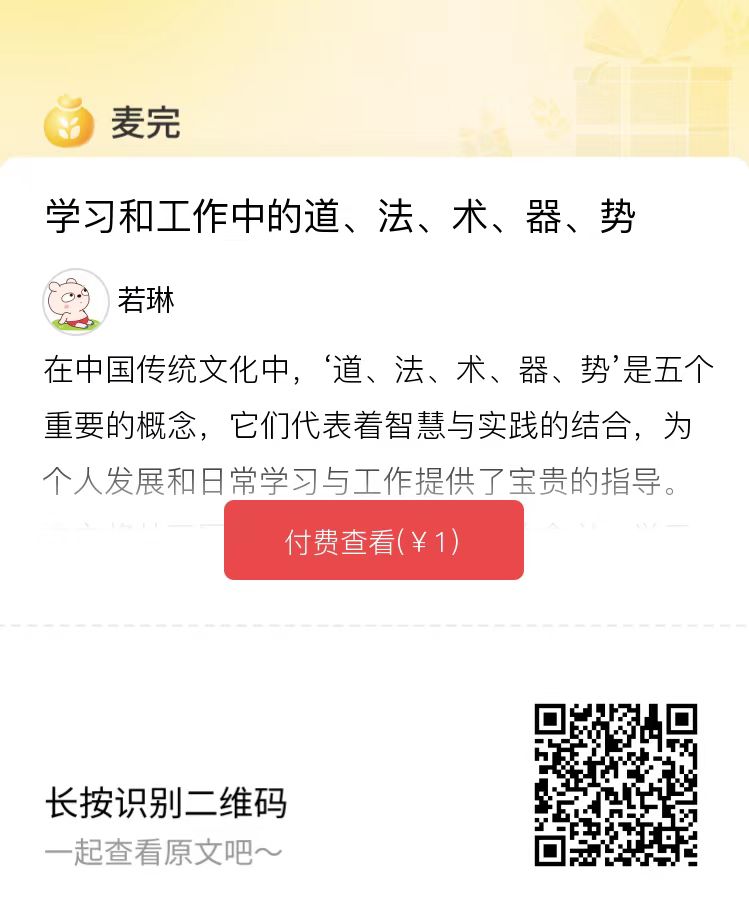 麦完
学习和工作中的道、法、术、器、势
若琳
在中国传统文化中，‘道、法、术、器、势’是五个
重要的概念，它们代表着智慧与实践的结合，为
个人发展和日常学习与工作提供了宝贵的指导。
付费查看(￥1)
长按识别二维码
一起查看原文吧～